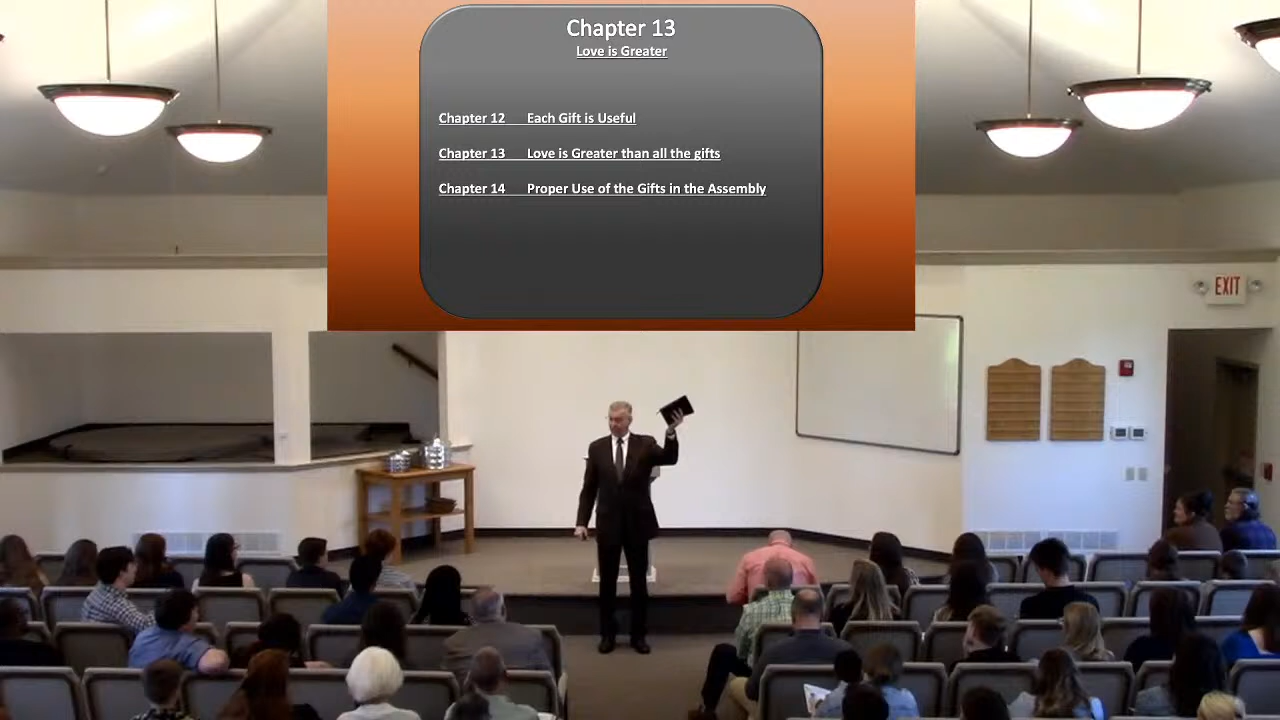 Chapter 13
Love is Greater
Chapter 12 Each Gift is Useful
Chapter 13 Love is Greater than all the gifts
Chapter 14 Proper Use of the Gifts in the Assembly
EXIT